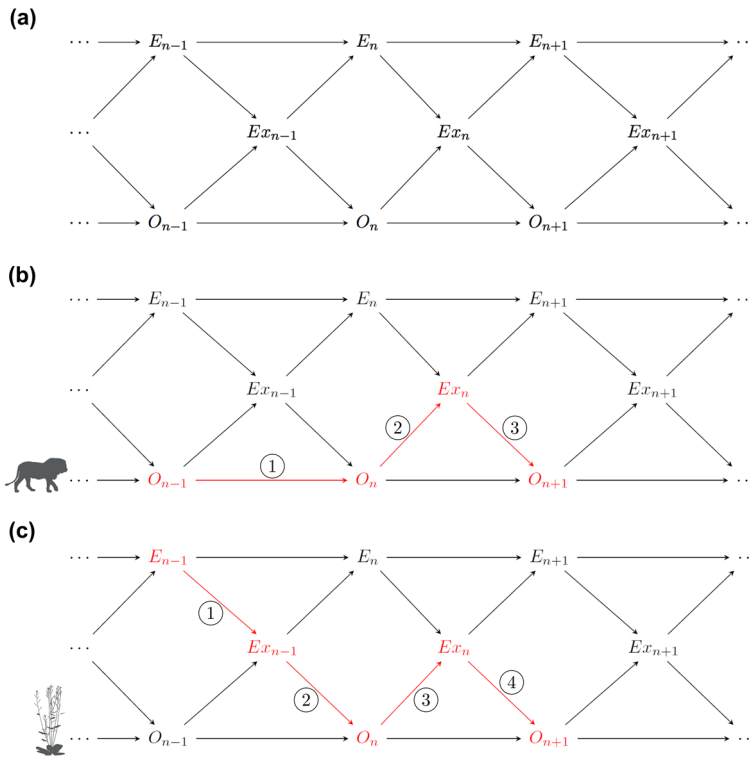 (a)
⋯ E_{n−1} E_n E_{n+1} ⋯
⋯ Ex_{n−1} Ex_n Ex_{n+1}
⋯ O_{n−1} O_n O_{n+1} ⋯
(b)
⋯ E_{n−1} E_n E_{n+1} ⋯
⋯ Ex_{n−1} Ex_n Ex_{n+1}
② ③
①
⋯ O_{n−1} O_n O_{n+1} ⋯
(c)
⋯ E_{n−1} E_n E_{n+1} ⋯
①
⋯ Ex_{n−1} Ex_n Ex_{n+1}
② ③ ④
⋯ O_{n−1} O_n O_{n+1} ⋯